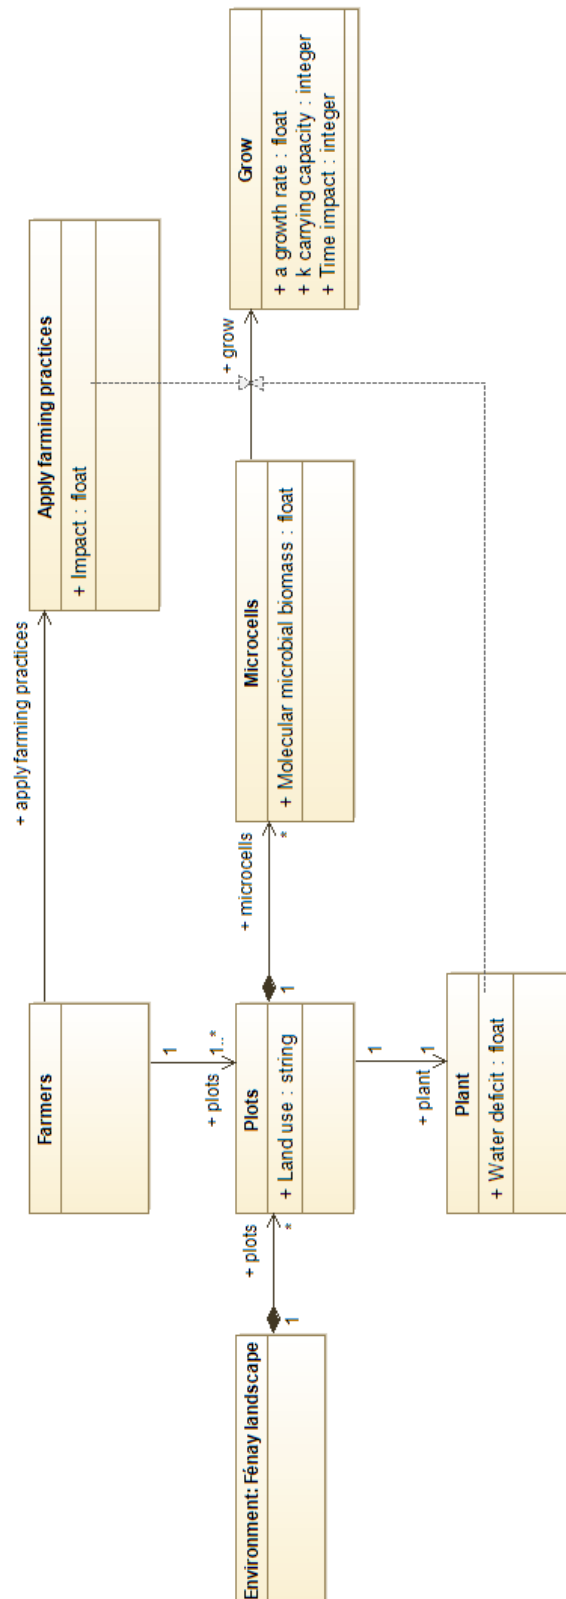 Environment: Fénay landscape
1
+ plots
*
Farmers
1
+ plots
1..*
Plots
+ Land use : string
1
+ plant
1
Plant
+ Water deficit : float
1
+ microcells
*
+ apply farming practices
Microcells
+ Molecular microbial biomass : float
Apply farming practices
+ Impact : float
+ grow
Grow
+ a growth rate : float
+ k carrying capacity : integer
+ Time impact : integer